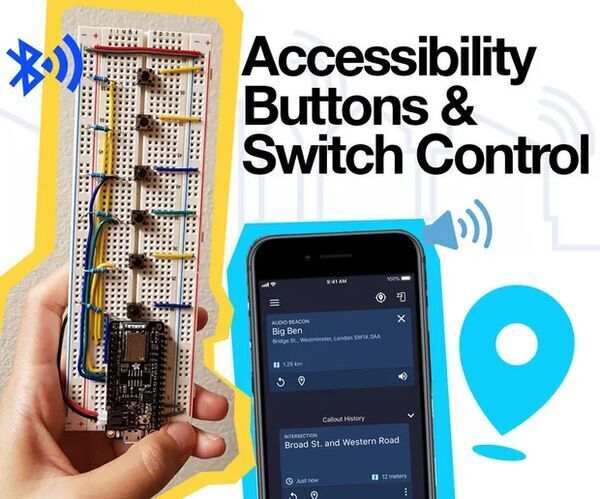 Accessibility
Buttons &
Switch Control
9:41 AM
100%
AUDIO BEACON
Big Ben
Bridge St., Westminster, London SW1A 0AA
1.25 km
Callout History
INTERSECTION
Broad St. and Western Road
Just now
12 meters